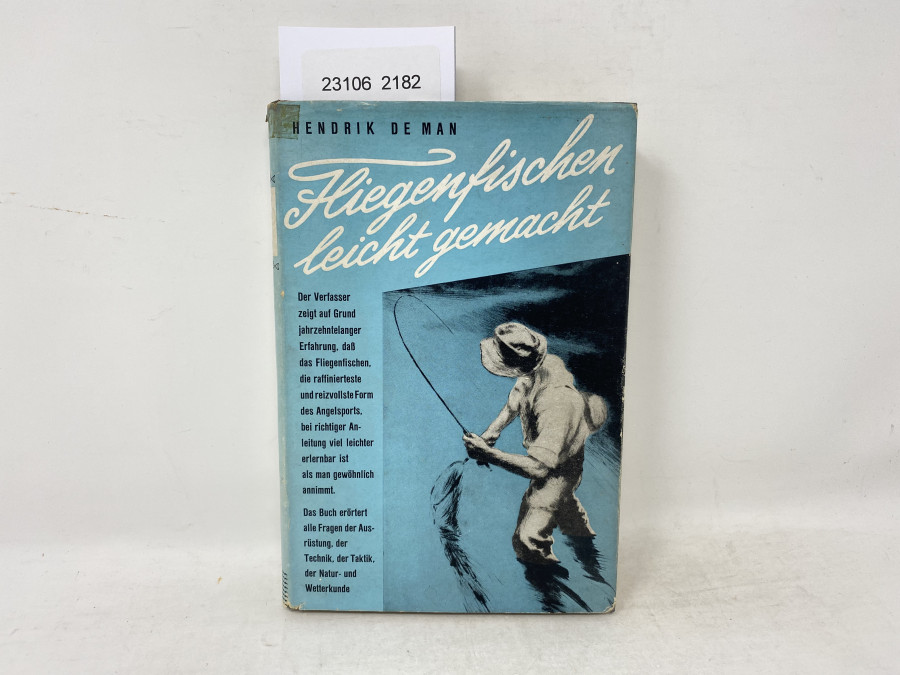 23106 2182
HENDRIK DE MAN
Fliegenfischen
leicht gemacht
Der Verfasser
zeigt auf Grund
jahrzehntelanger
Erfahrung, daß
das Fliegenfischen,
die raffinierteste
und reizvollste Form
des Angelsports,
bei richtiger An-
leitung viel leichter
erlernbar ist
als man gewöhnlich
annimmt.
Das Buch erörtert
alle Fragen der Aus-
rüstung, der
Technik, der Taktik,
der Natur- und
Wetterkunde